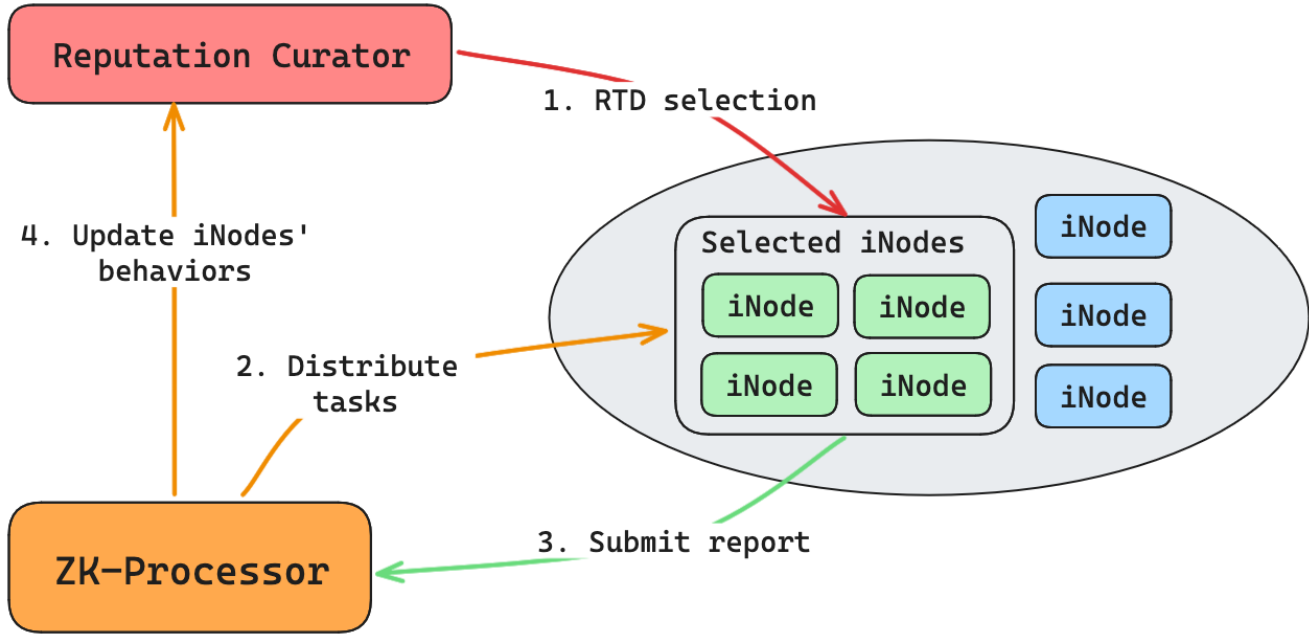 Reputation Curator
1. RTD selection
iNode
Selected iNodes
4. Update iNodes'
behaviors
iNode iNode
iNode
2. Distribute
tasks
iNode iNode
iNode
3. Submit report
ZK-Processor